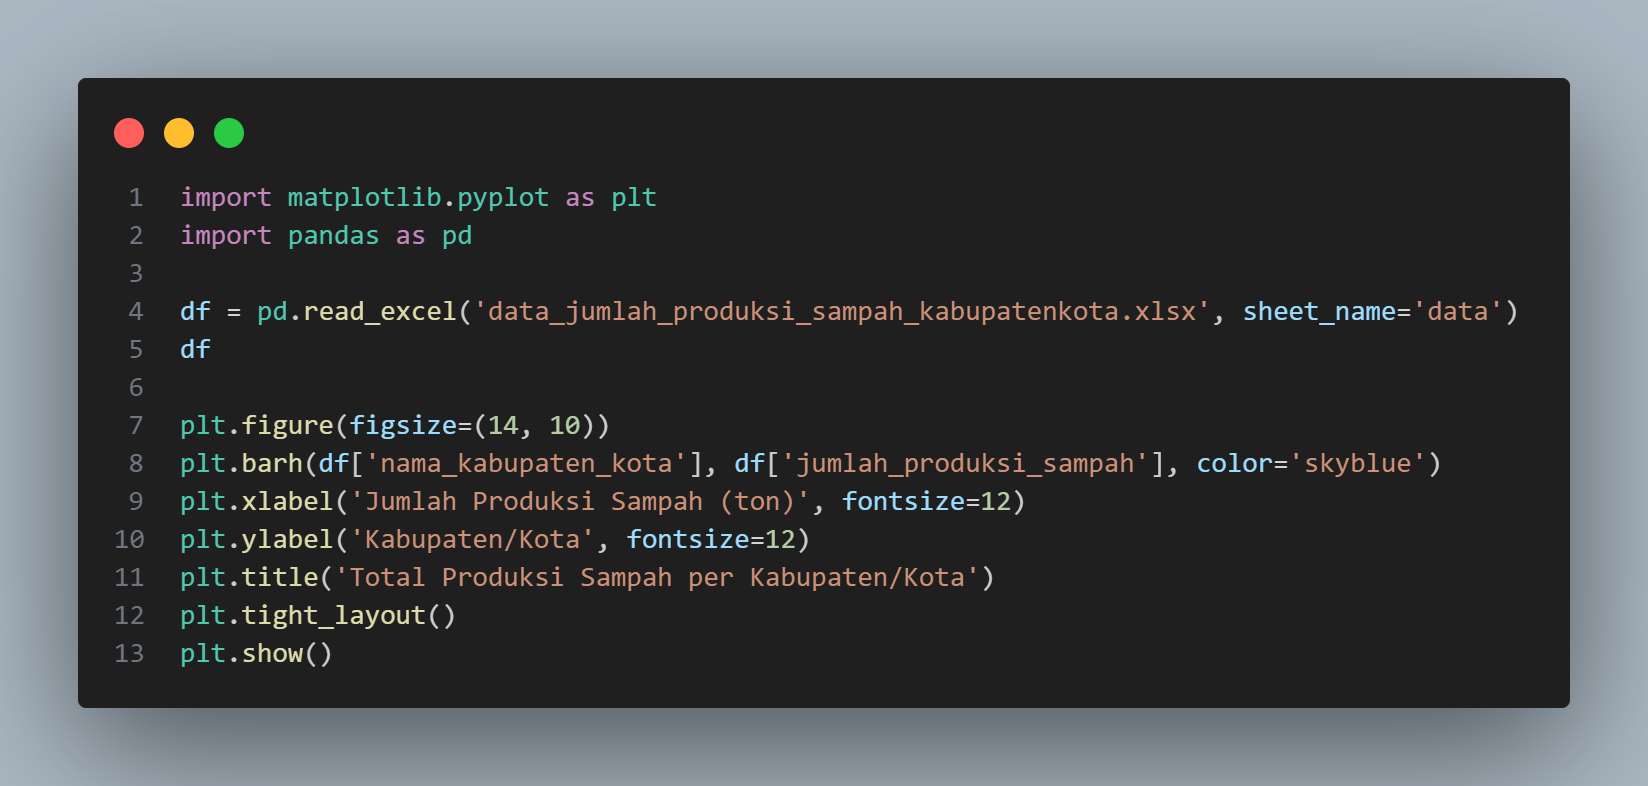 1 import matplotlib.pyplot as plt
2 import pandas as pd
3
4 df = pd.read_excel('data_jumlah_produksi_sampah_kabupatenkota.xlsx', sheet_name='data')
5 df
6
7 plt.figure(figsize=(14, 10))
8 plt.barh(df['nama_kabupaten_kota'], df['jumlah_produksi_sampah'], color='skyblue')
9 plt.xlabel('Jumlah Produksi Sampah (ton)', fontsize=12)
10 plt.ylabel('Kabupaten/Kota', fontsize=12)
11 plt.title('Total Produksi Sampah per Kabupaten/Kota')
12 plt.tight_layout()
13 plt.show()